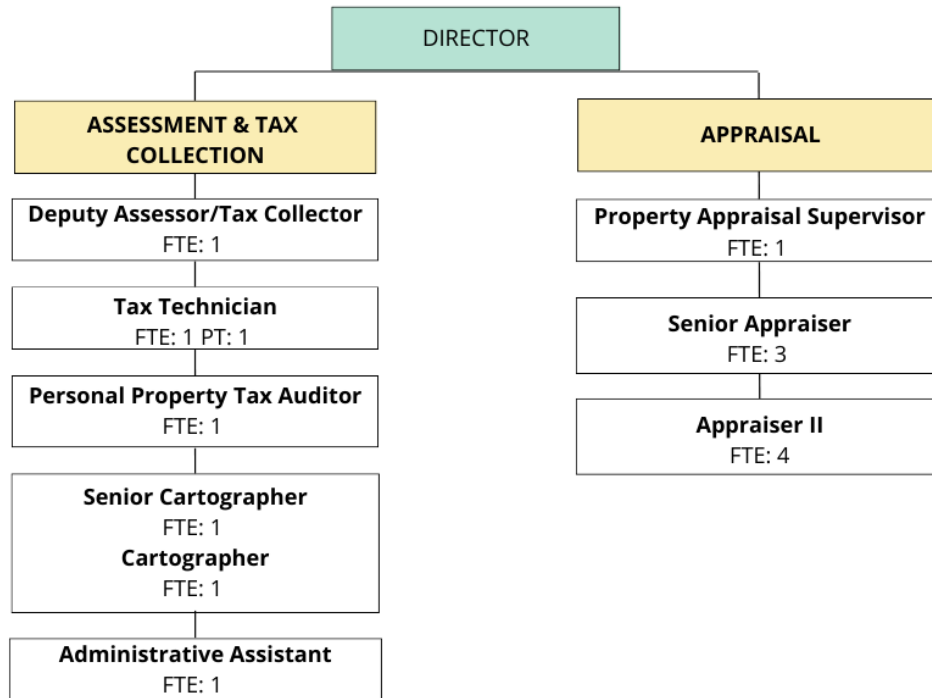 DIRECTOR
ASSESSMENT & TAX
COLLECTION
Deputy Assessor/Tax Collector
FTE: 1
Tax Technician
FTE: 1 PT: 1
Personal Property Tax Auditor
FTE: 1
Senior Cartographer
FTE: 1
Cartographer
FTE: 1
Administrative Assistant
FTE: 1
APPRAISAL
Property Appraisal Supervisor
FTE: 1
Senior Appraiser
FTE: 3
Appraiser II
FTE: 4